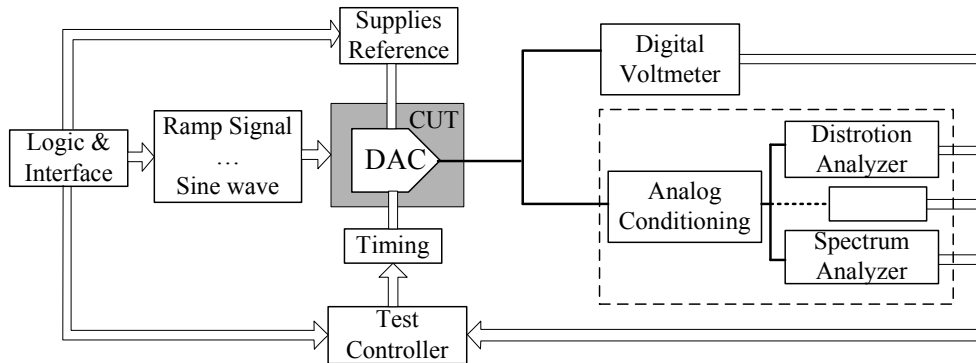 Supplies
Reference
Digital
Voltmeter
CUT
Logic &
Interface
Ramp Signal
…
Sine wave
DAC
Distrotion
Analyzer
Analog
Conditioning
Timing
Spectrum
Analyzer
Test
Controller